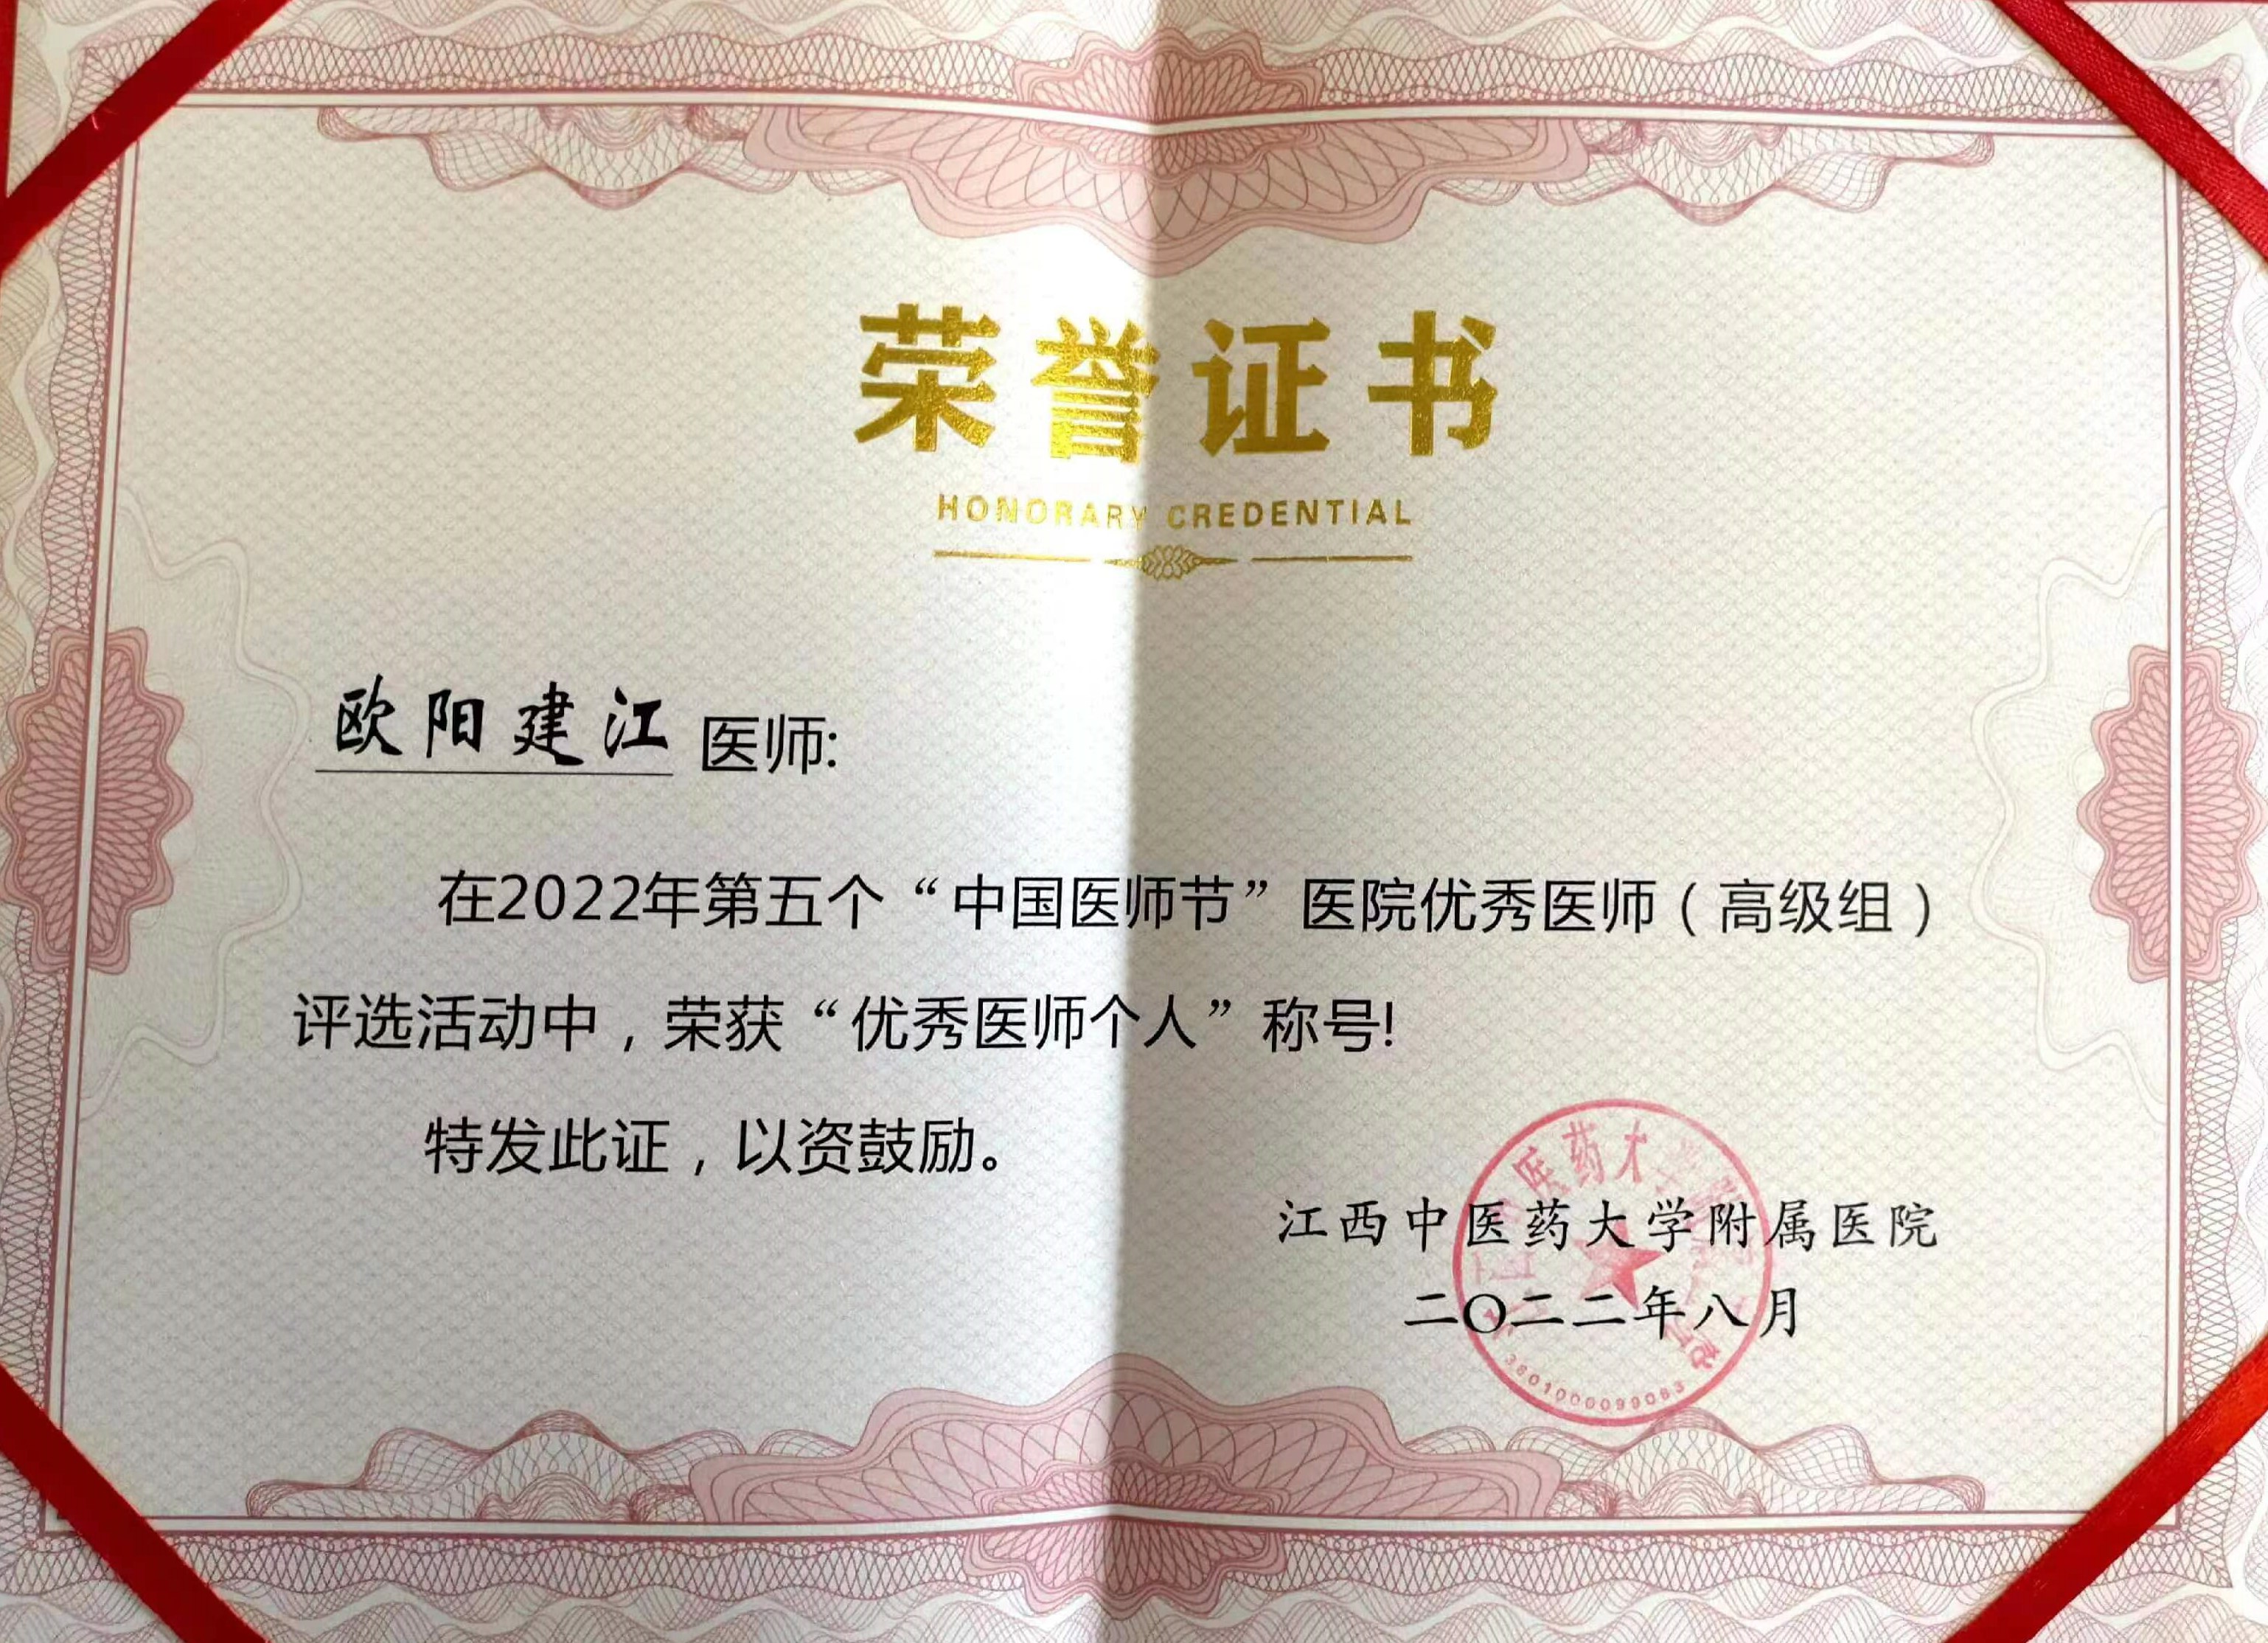 荣誉证书
HONORARY CREDENTIAL
欧阳建江 医师:
在2022年第五个“中国医师节”医院优秀医师（高级组）
评选活动中，荣获“优秀医师个人”称号!
特发此证，以资鼓励。
医药大
江西中医药大学附属医院
二〇二二年八月